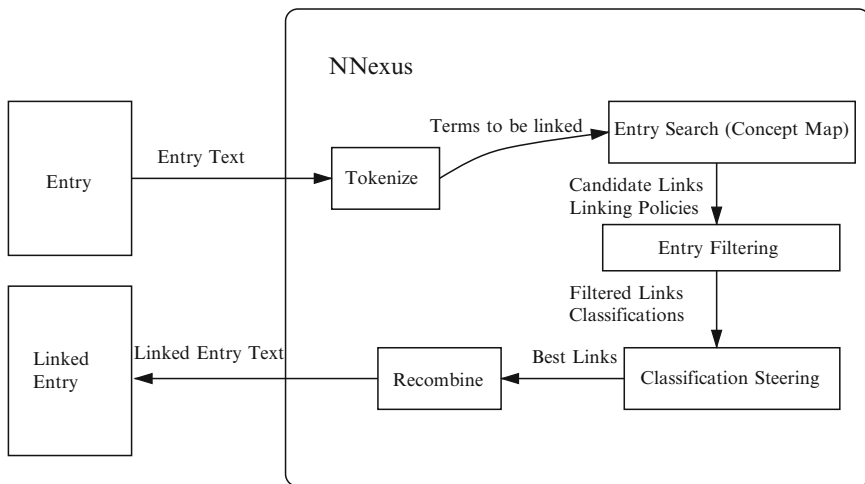 NNexus
Entry
Entry Text
Tokenize
Terms to be linked
Entry Search (Concept Map)
Candidate Links
Linking Policies
Entry Filtering
Filtered Links
Classifications
Classification Steering
Best Links
Recombine
Linked Entry Text
Linked
Entry